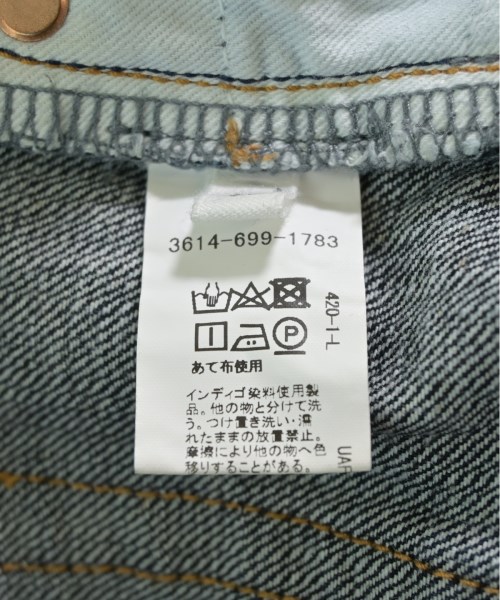 3614-699-1783
420-1-L
P
あて布使用
インディゴ染料使用製
品。他の物と分けて洗
う。つけ置き洗い・濡
れたままの放置禁止。
摩擦により他の物へ色
移りすることがある。
UAR